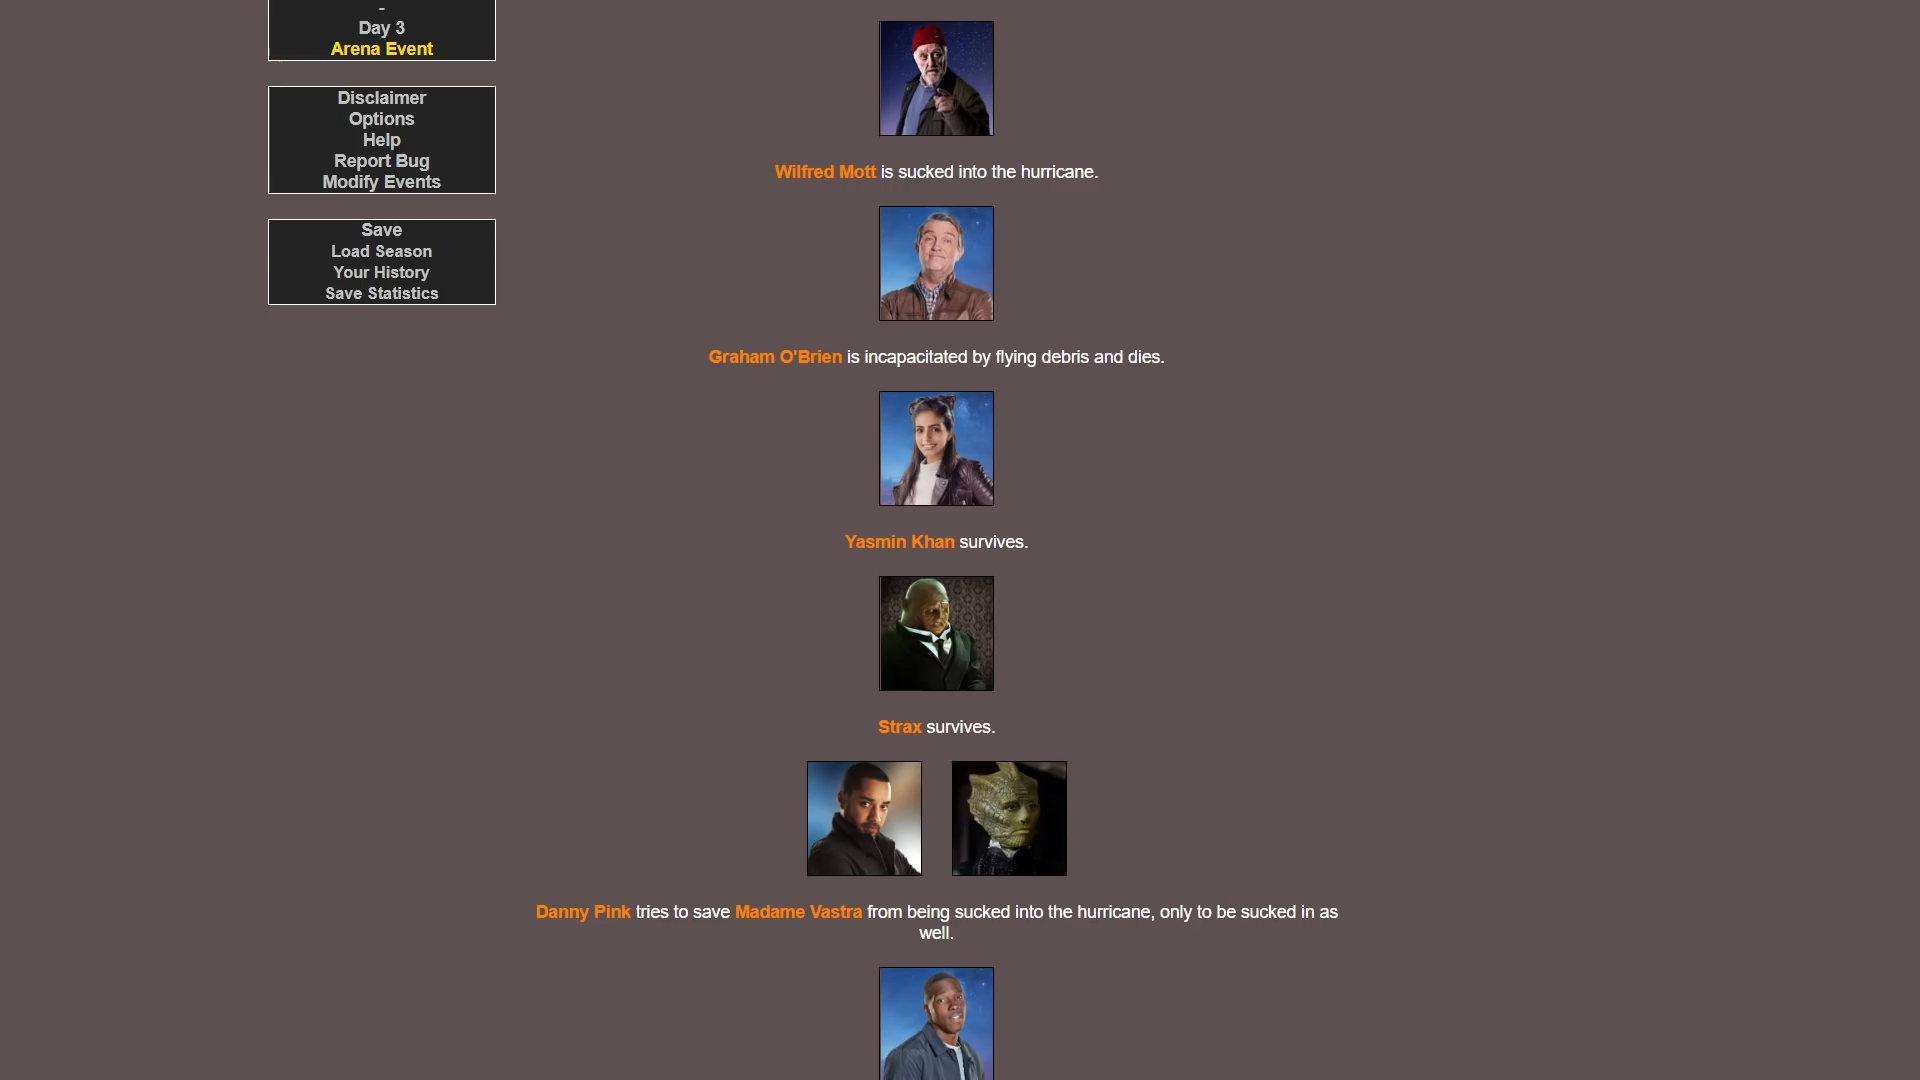 -
Day 3
Arena Event
Disclaimer
Options
Help
Report Bug
Modify Events
Save
Load Season
Your History
Save Statistics
Wilfred Mott is sucked into the hurricane.
Graham O'Brien is incapacitated by flying debris and dies.
Yasmin Khan survives.
Strax survives.
Danny Pink tries to save Madame Vastra from being sucked into the hurricane, only to be sucked in as
well.